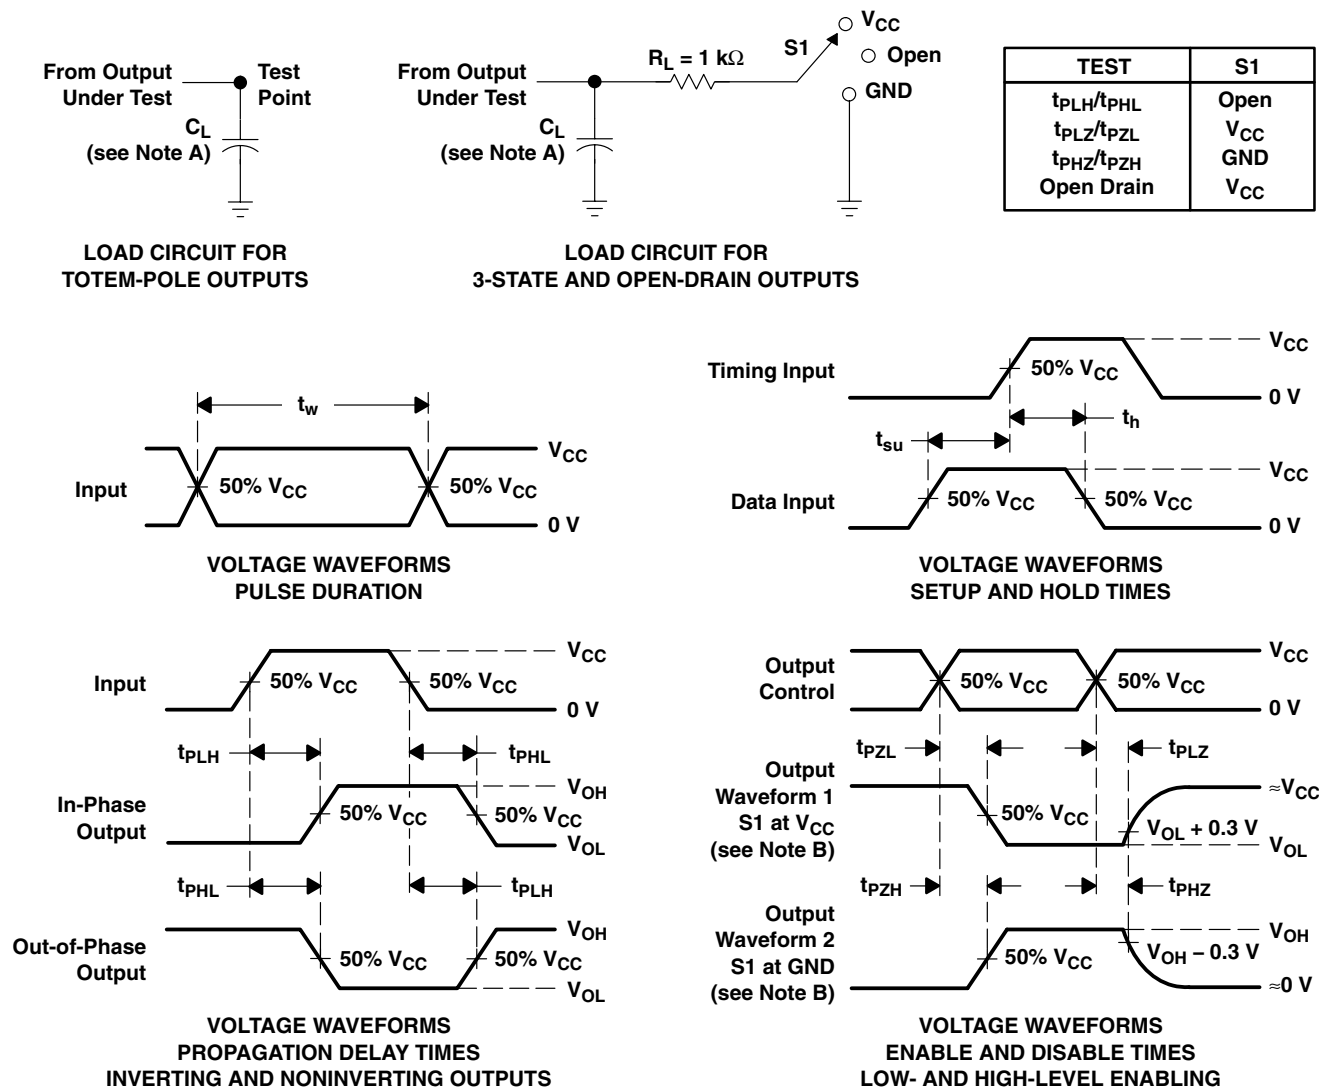 From Output
Under Test
Test
Point
CL
(see Note A)
LOAD CIRCUIT FOR
TOTEM-POLE OUTPUTS
From Output
Under Test
RL = 1 kΩ
S1
VCC
Open
GND
CL
(see Note A)
LOAD CIRCUIT FOR
3-STATE AND OPEN-DRAIN OUTPUTS
TEST S1
tPLH/tPHL Open
tPLZ/tPZL VCC
tPHZ/tPZH GND
Open Drain VCC
tw
Input
50% VCC
50% VCC
VCC
0 V
VOLTAGE WAVEFORMS
PULSE DURATION
Timing Input
50% VCC
VCC
0 V
tsu
th
Data Input
50% VCC
50% VCC
VCC
0 V
VOLTAGE WAVEFORMS
SETUP AND HOLD TIMES
Input
50% VCC
50% VCC
VCC
0 V
tPLH
tPHL
In-Phase
Output
50% VCC
50% VCC
VOH
VOL
tPHL
tPLH
Out-of-Phase
Output
50% VCC
50% VCC
VOH
VOL
VOLTAGE WAVEFORMS
PROPAGATION DELAY TIMES
INVERTING AND NONINVERTING OUTPUTS
Output
Control
50% VCC
50% VCC
VCC
0 V
tPZL
tPLZ
Output
Waveform 1
S1 at VCC
(see Note B)
50% VCC
≈VCC
VOL + 0.3 V
VOL
tPZH
tPHZ
Output
Waveform 2
S1 at GND
(see Note B)
50% VCC
VOH
VOH − 0.3 V
≈0 V
VOLTAGE WAVEFORMS
ENABLE AND DISABLE TIMES
LOW- AND HIGH-LEVEL ENABLING